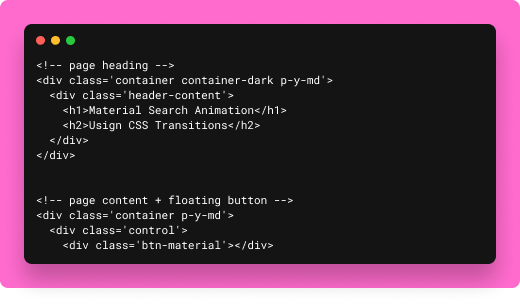 <!-- page heading -->
<div class='container container-dark p-y-md'>
  <div class='header-content'>
    <h1>Material Search Animation</h1>
    <h2>Usign CSS Transitions</h2>
  </div>
</div>
<!-- page content + floating button -->
<div class='container p-y-md'>
  <div class='control'>
    <div class='btn-material'></div>